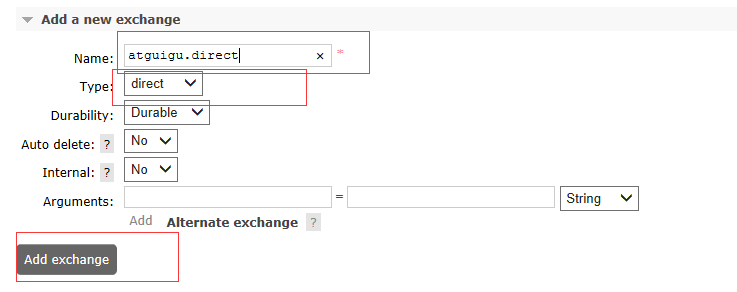 Add a new exchange
Name: atguigu.direct × *
Type: direct
Durability: Durable
Auto delete: ? No
Internal: ? No
Arguments: = String
Add Alternate exchange ?
Add exchange